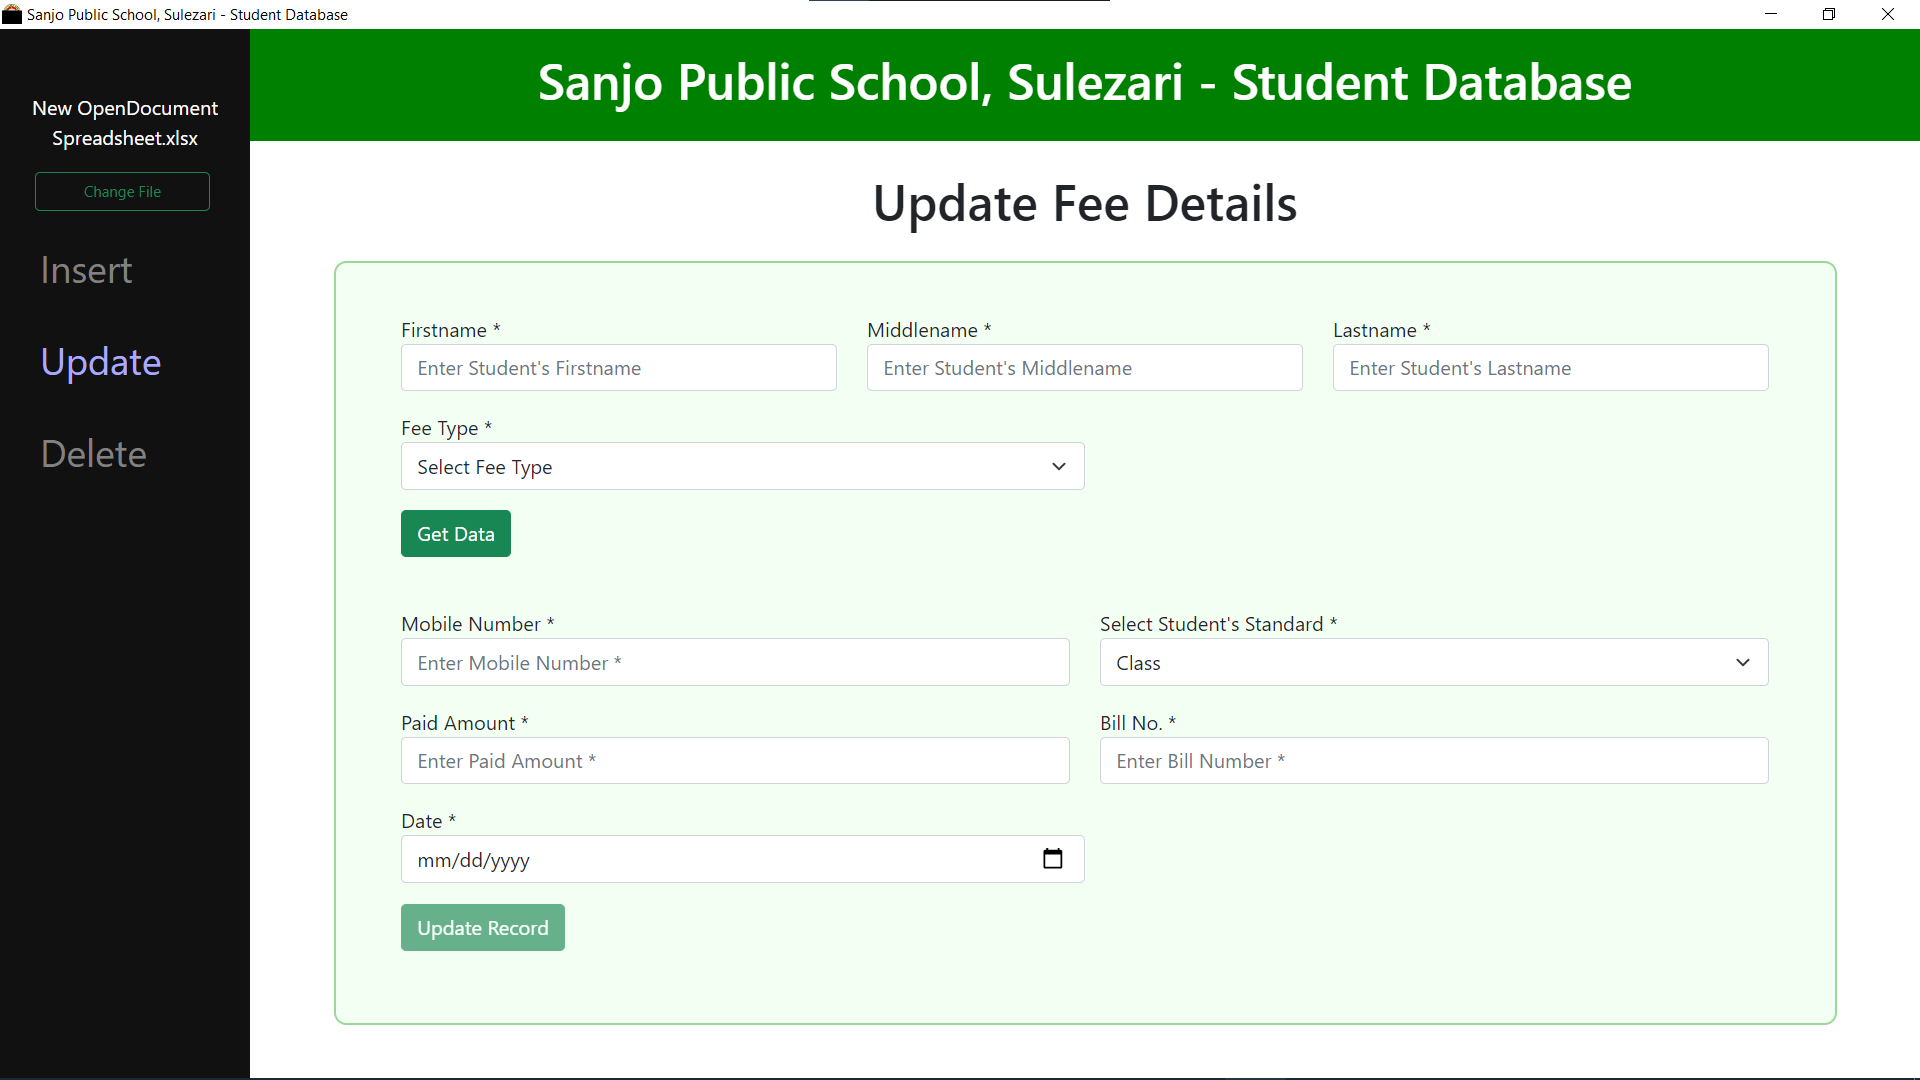 Sanjo Public School, Sulezari - Student Database
Sanjo Public School, Sulezari - Student Database
New OpenDocument
Spreadsheet.xlsx
Change File
Insert
Update
Delete
Update Fee Details
Firstname *
Middlename *
Lastname *
Enter Student's Firstname
Enter Student's Middlename
Enter Student's Lastname
Fee Type *
Select Fee Type
Get Data
Mobile Number *
Select Student's Standard *
Enter Mobile Number *
Class
Paid Amount *
Bill No. *
Enter Paid Amount *
Enter Bill Number *
Date *
mm/dd/yyyy
Update Record